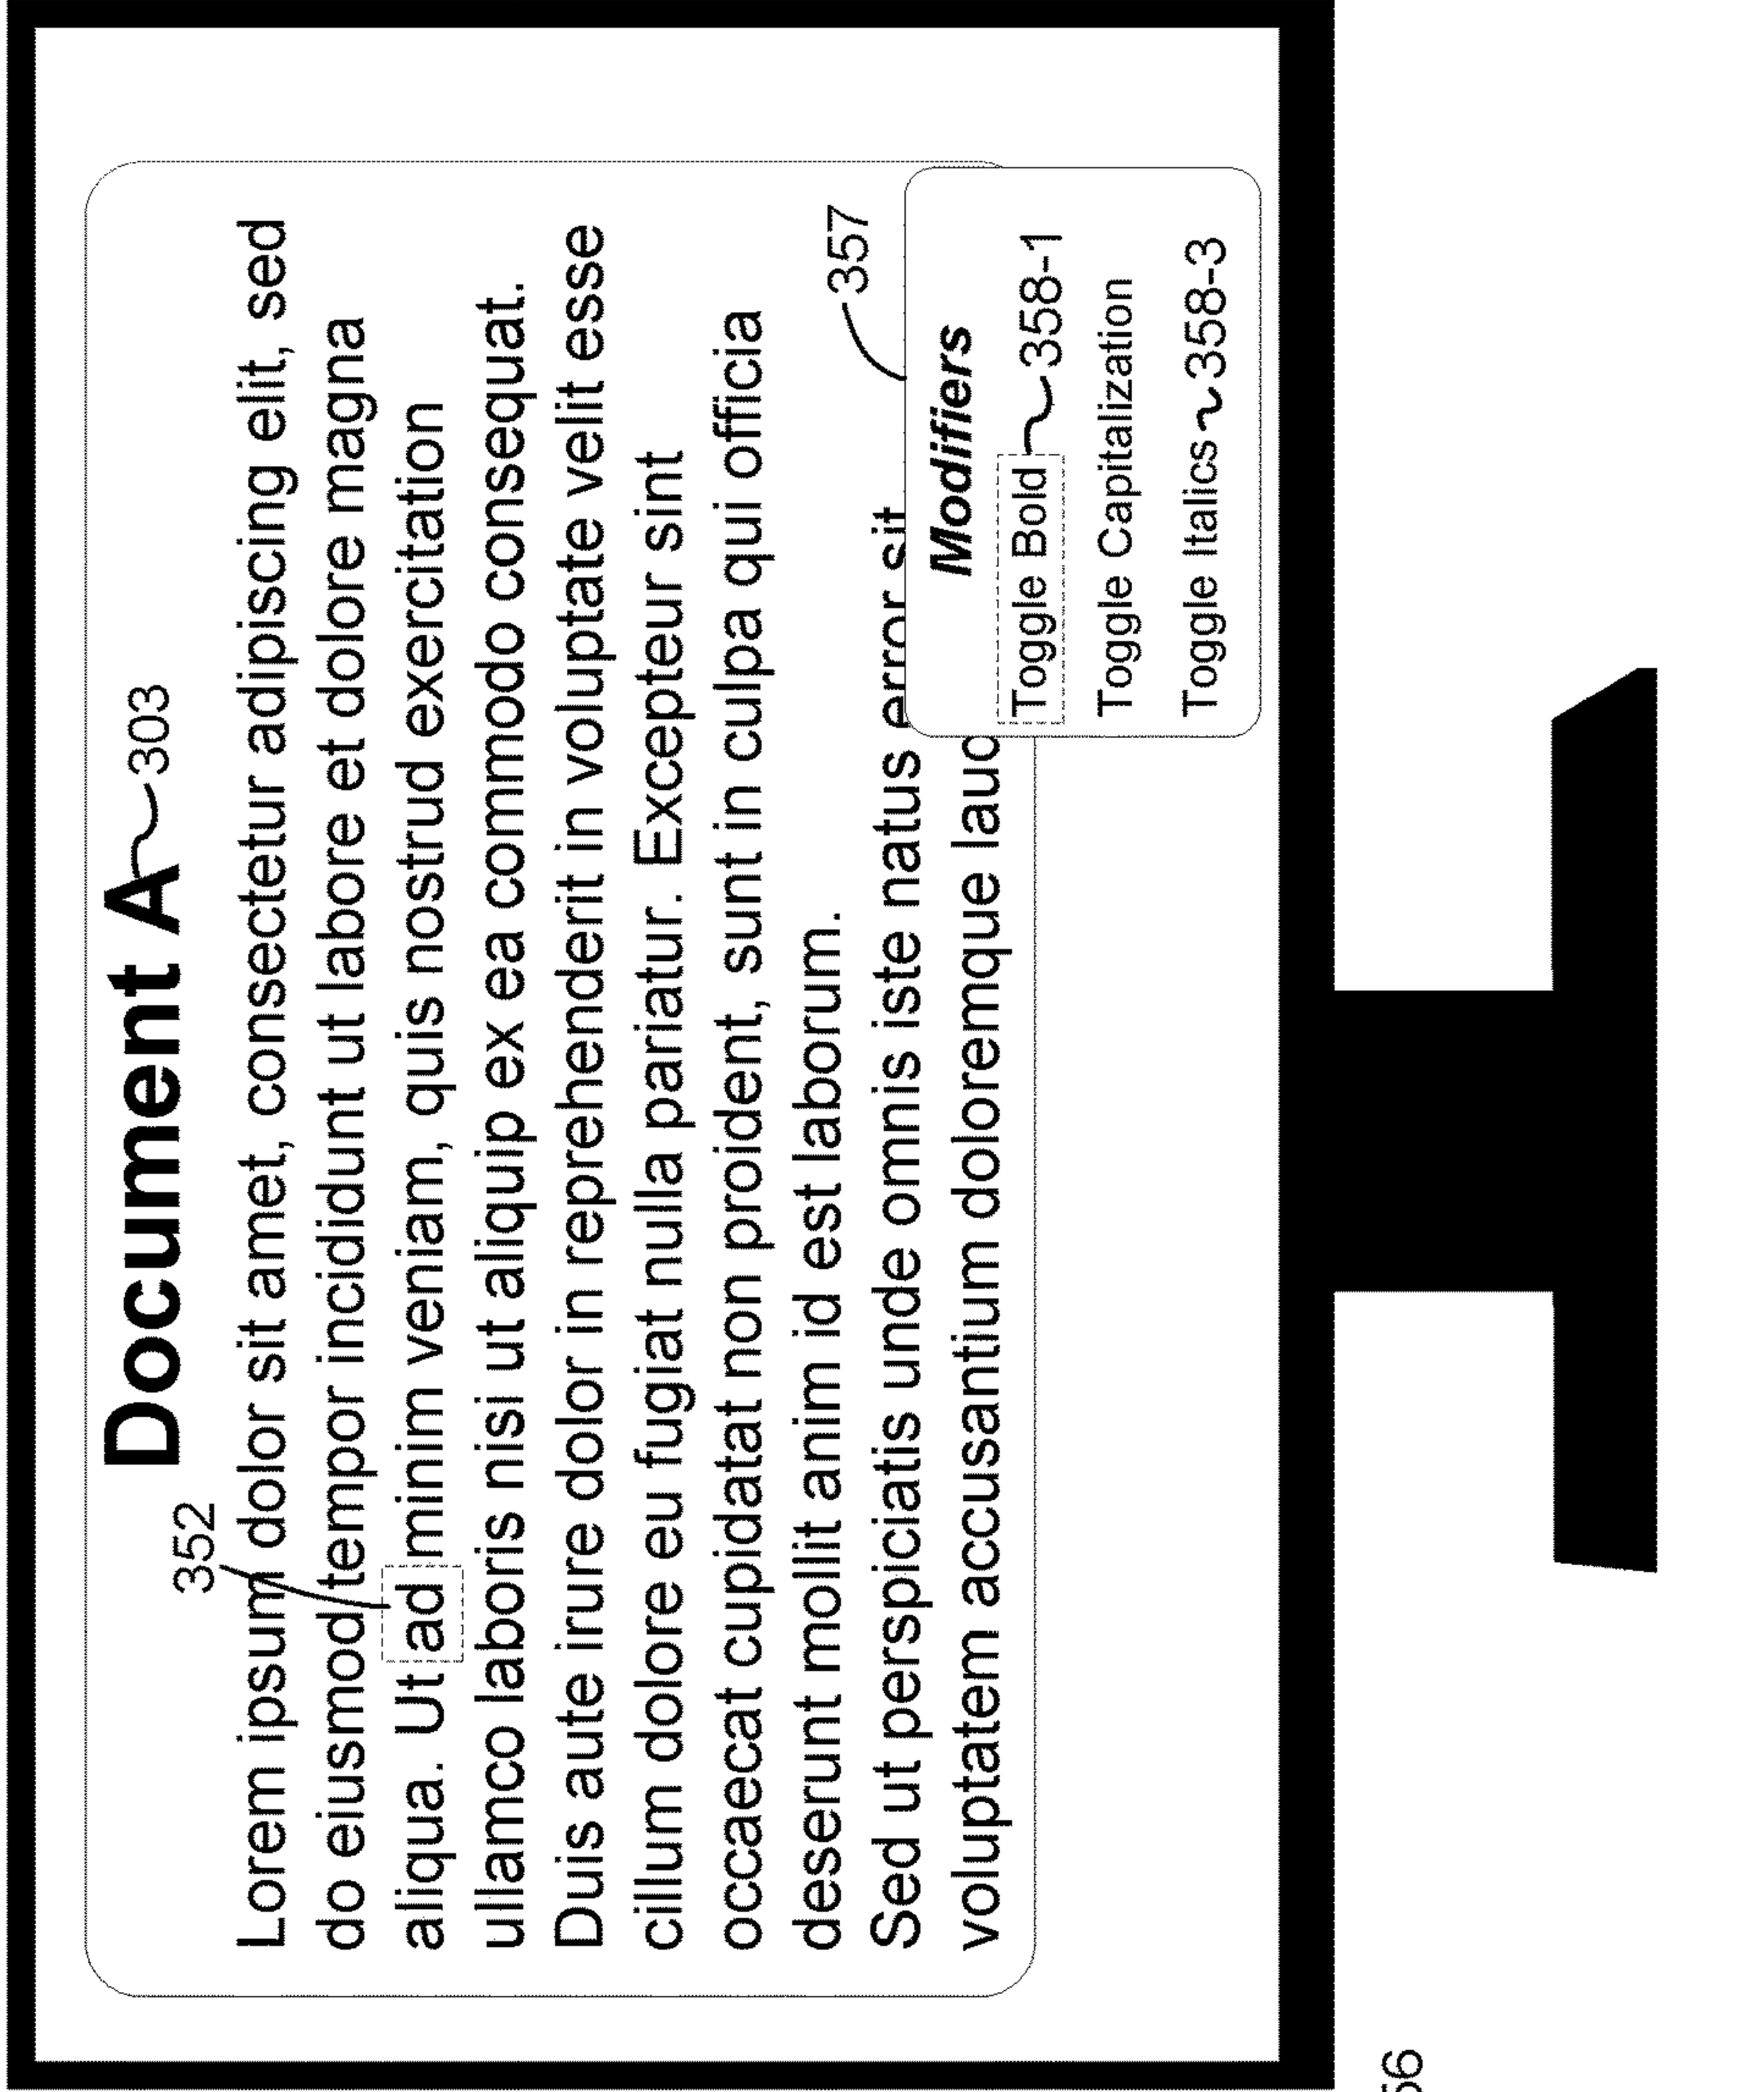 Document A 303
352
Lorem ipsum dolor sit amet, consectetur adipiscing elit, sed
do eiusmod tempor incididunt ut labore et dolore magna
aliqua. Ut ad minim veniam, quis nostrud exercitation
ullamco laboris nisi ut aliquip ex ea commodo consequat.
Duis aute irure dolor in reprehenderit in voluptate velit esse
cillum dolore eu fugiat nulla pariatur. Excepteur sint
occaecat cupidatat non proident, sunt in culpa qui officia
deserunt mollit anim id est laborum.
357
Sed ut perspiciatis unde omnis iste natus error sit
voluptatem accusantium doloremque laud
Modifiers
Toggle Bold 358-1
Toggle Capitalization
Toggle Italics 358-3